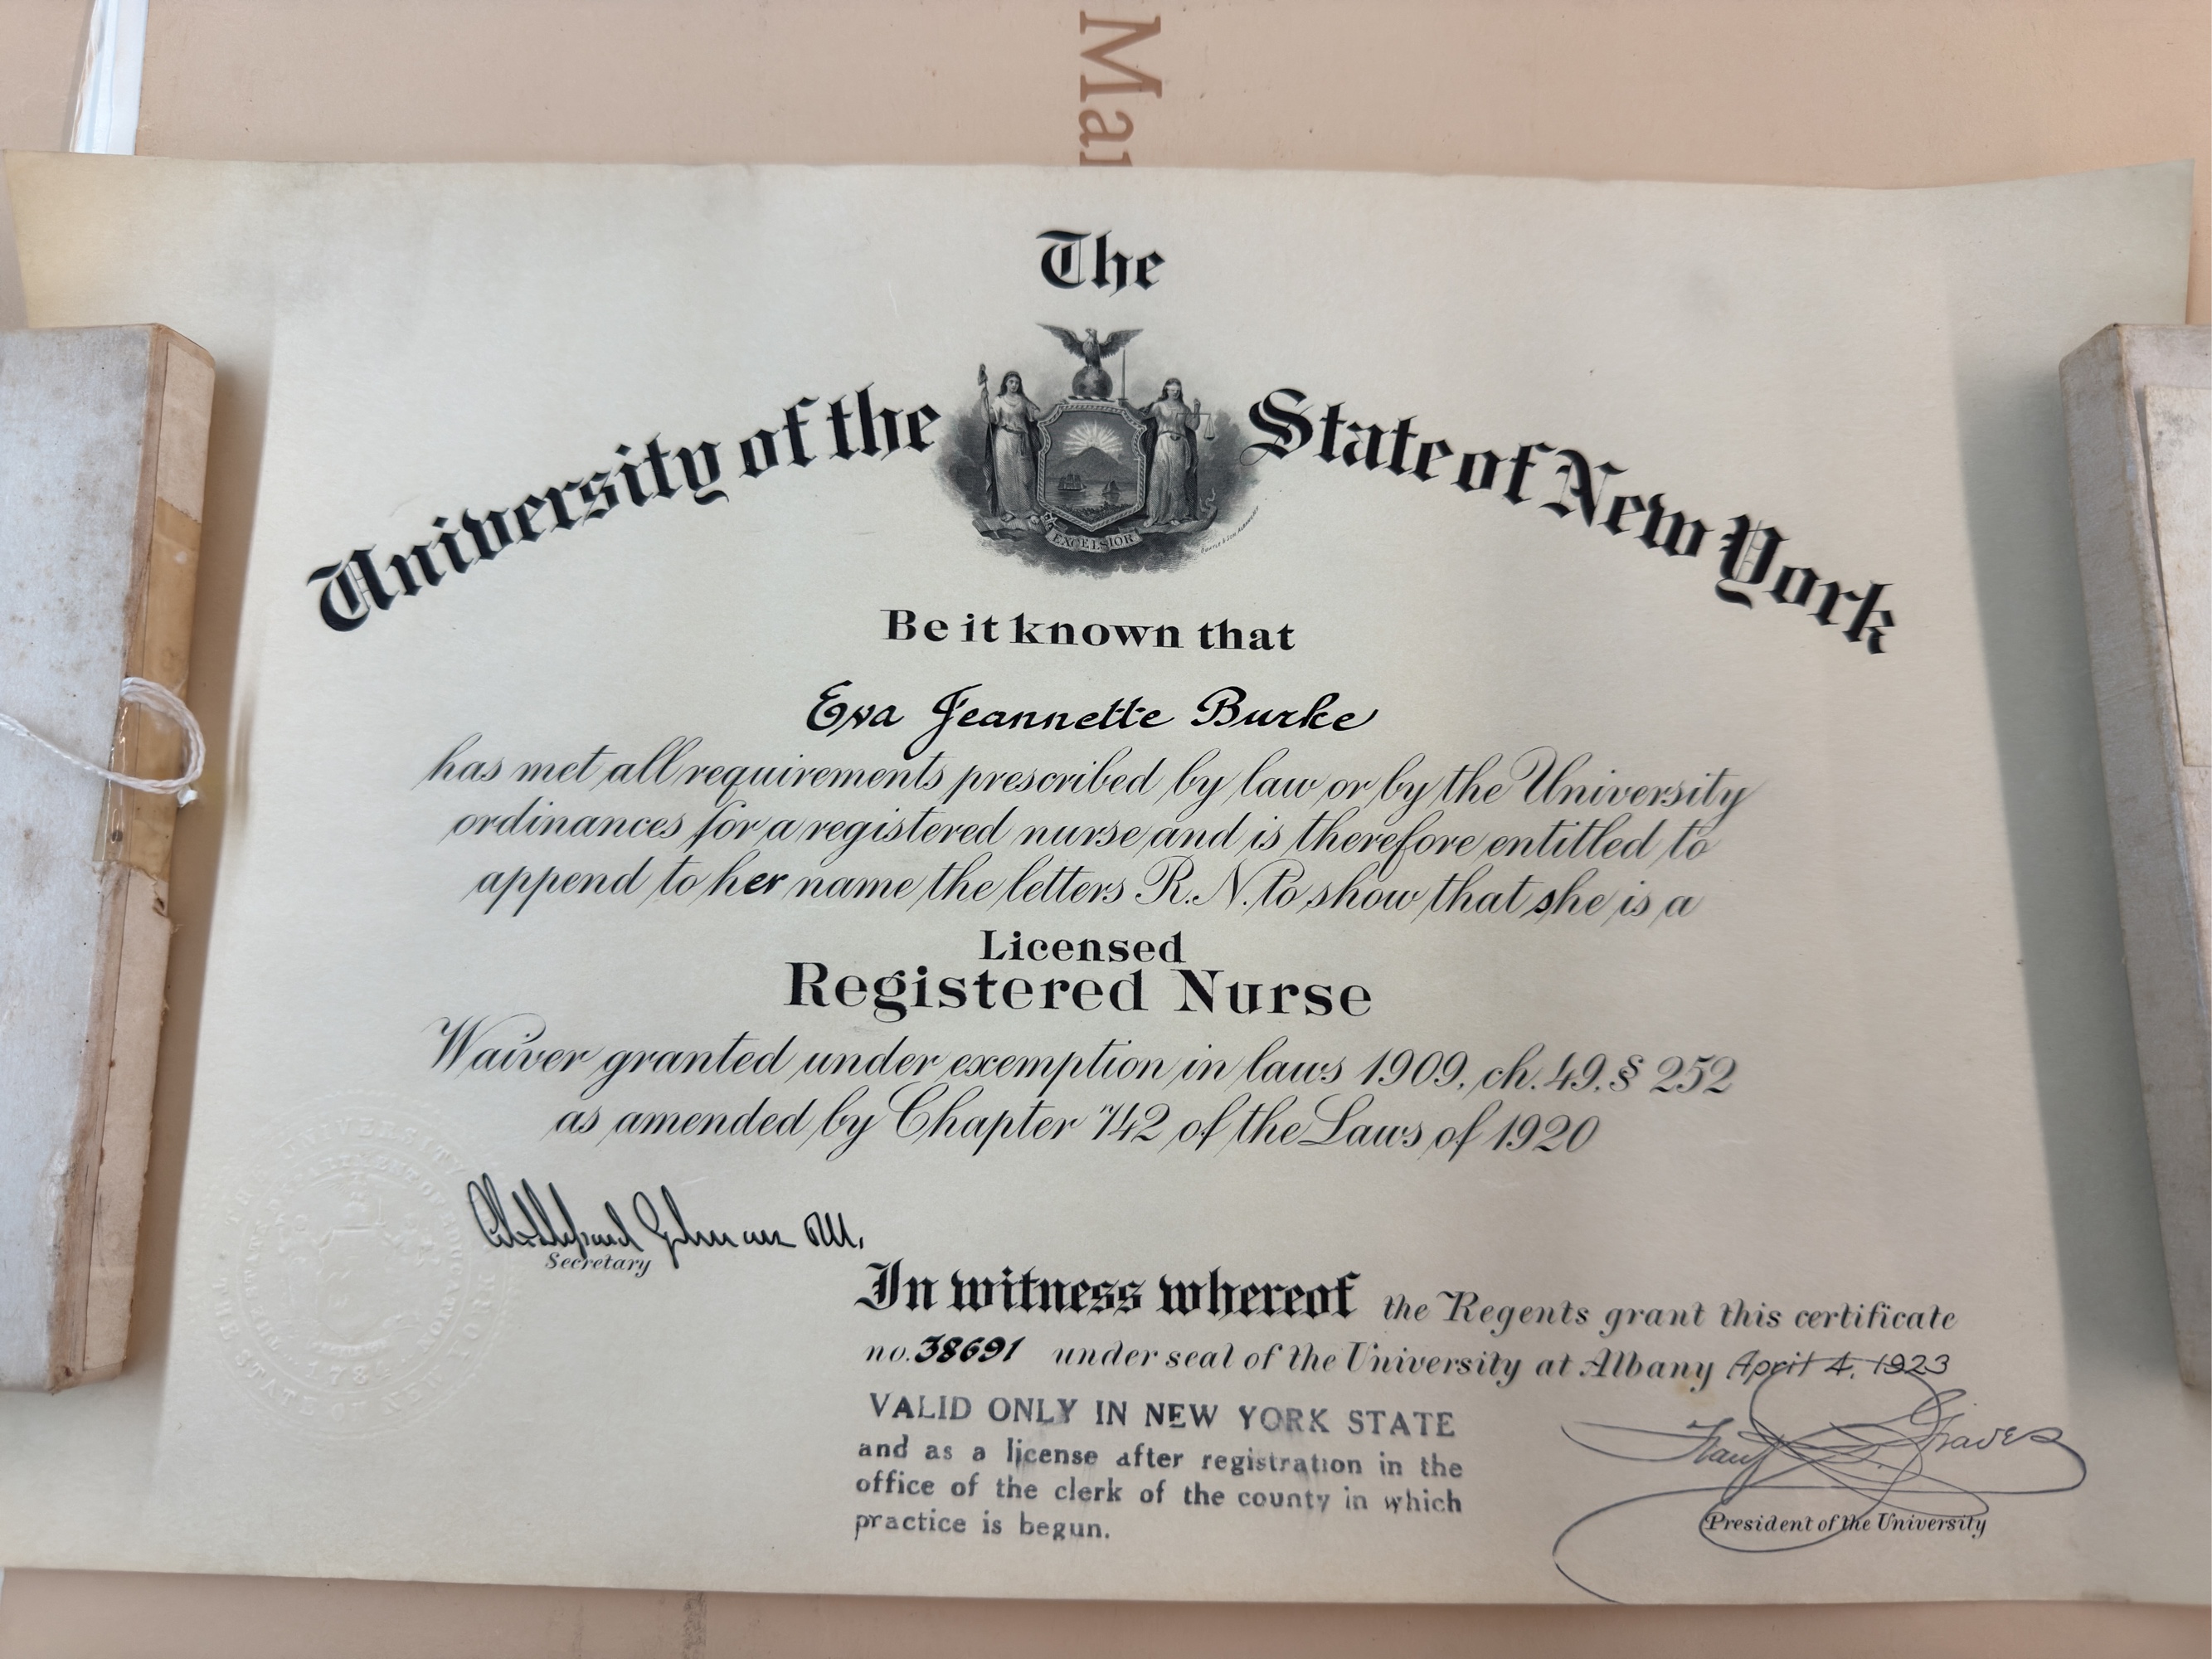 Mai
The
University of the State of New York
EXCELSIOR
Be it known that
Eva Jeannette Burke
has met all requirements prescribed by law or by the University
ordinances for a registered nurse and is therefore entitled to
append to her name the letters R.N. to show that she is a
Licensed
Registered Nurse
Waiver granted under exemption in laws 1909, ch. 49, § 252
as amended by Chapter 742 of the Laws of 1920
Secretary
In witness whereof the Regents grant this certificate
no. 38691 under seal of the University at Albany April 4, 1923
VALID ONLY IN NEW YORK STATE
and as a license after registration in the
office of the clerk of the county in which
practice is begun.
Frank P. Graves
President of the University